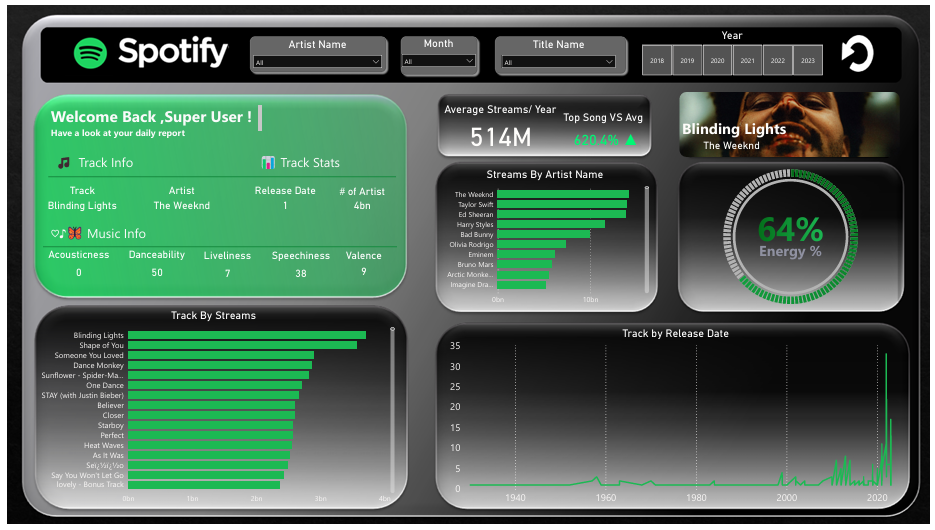 Spotify
Artist Name
All
Month
All
Title Name
All
Year
2018 2019 2020 2021 2022 2023
Welcome Back ,Super User !
Have a look at your daily report
Track Info
Track Stats
Track Artist Release Date # of Artist
Blinding Lights The Weeknd 1 4bn
Music Info
Acousticness Danceability Liveliness Speechiness Valence
0 50 7 38 9
Average Streams/ Year
514M
Top Song VS Avg
620.4%
Blinding Lights
The Weeknd
Streams By Artist Name
The Weeknd
Taylor Swift
Ed Sheeran
Harry Styles
Bad Bunny
Olivia Rodrigo
Eminem
Bruno Mars
Arctic Monke...
Imagine Dra...
0bn 10bn
64%
Energy %
Track By Streams
Blinding Lights
Shape of You
Someone You Loved
Dance Monkey
Sunflower - Spider-Ma...
One Dance
STAY (with Justin Bieber)
Believer
Closer
Starboy
Perfect
Heat Waves
As It Was
Seï¿½ï¿½o
Say You Won't Let Go
lovely - Bonus Track
0bn 1bn 2bn 3bn 4bn
Track by Release Date
35
30
25
20
15
10
5
0
1940 1960 1980 2000 2020